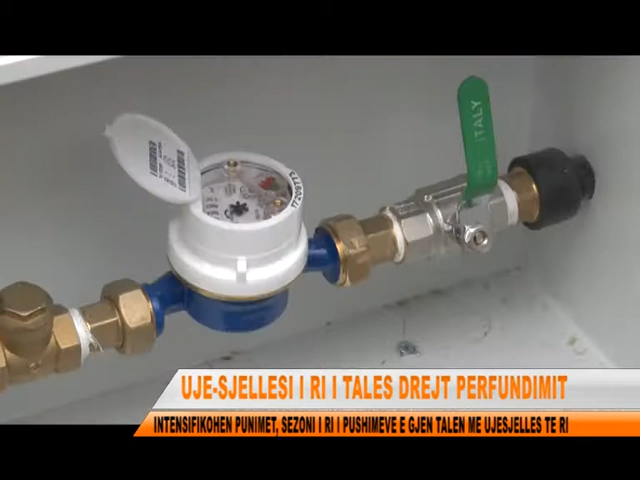 ITALY
UJE-SJELLESI I RI I TALES DREJT PERFUNDIMIT
INTENSIFIKOHEN PUNIMET, SEZONI I RI I PUSHIMEVE E GJEN TALEN ME UJESJELLES TE RI